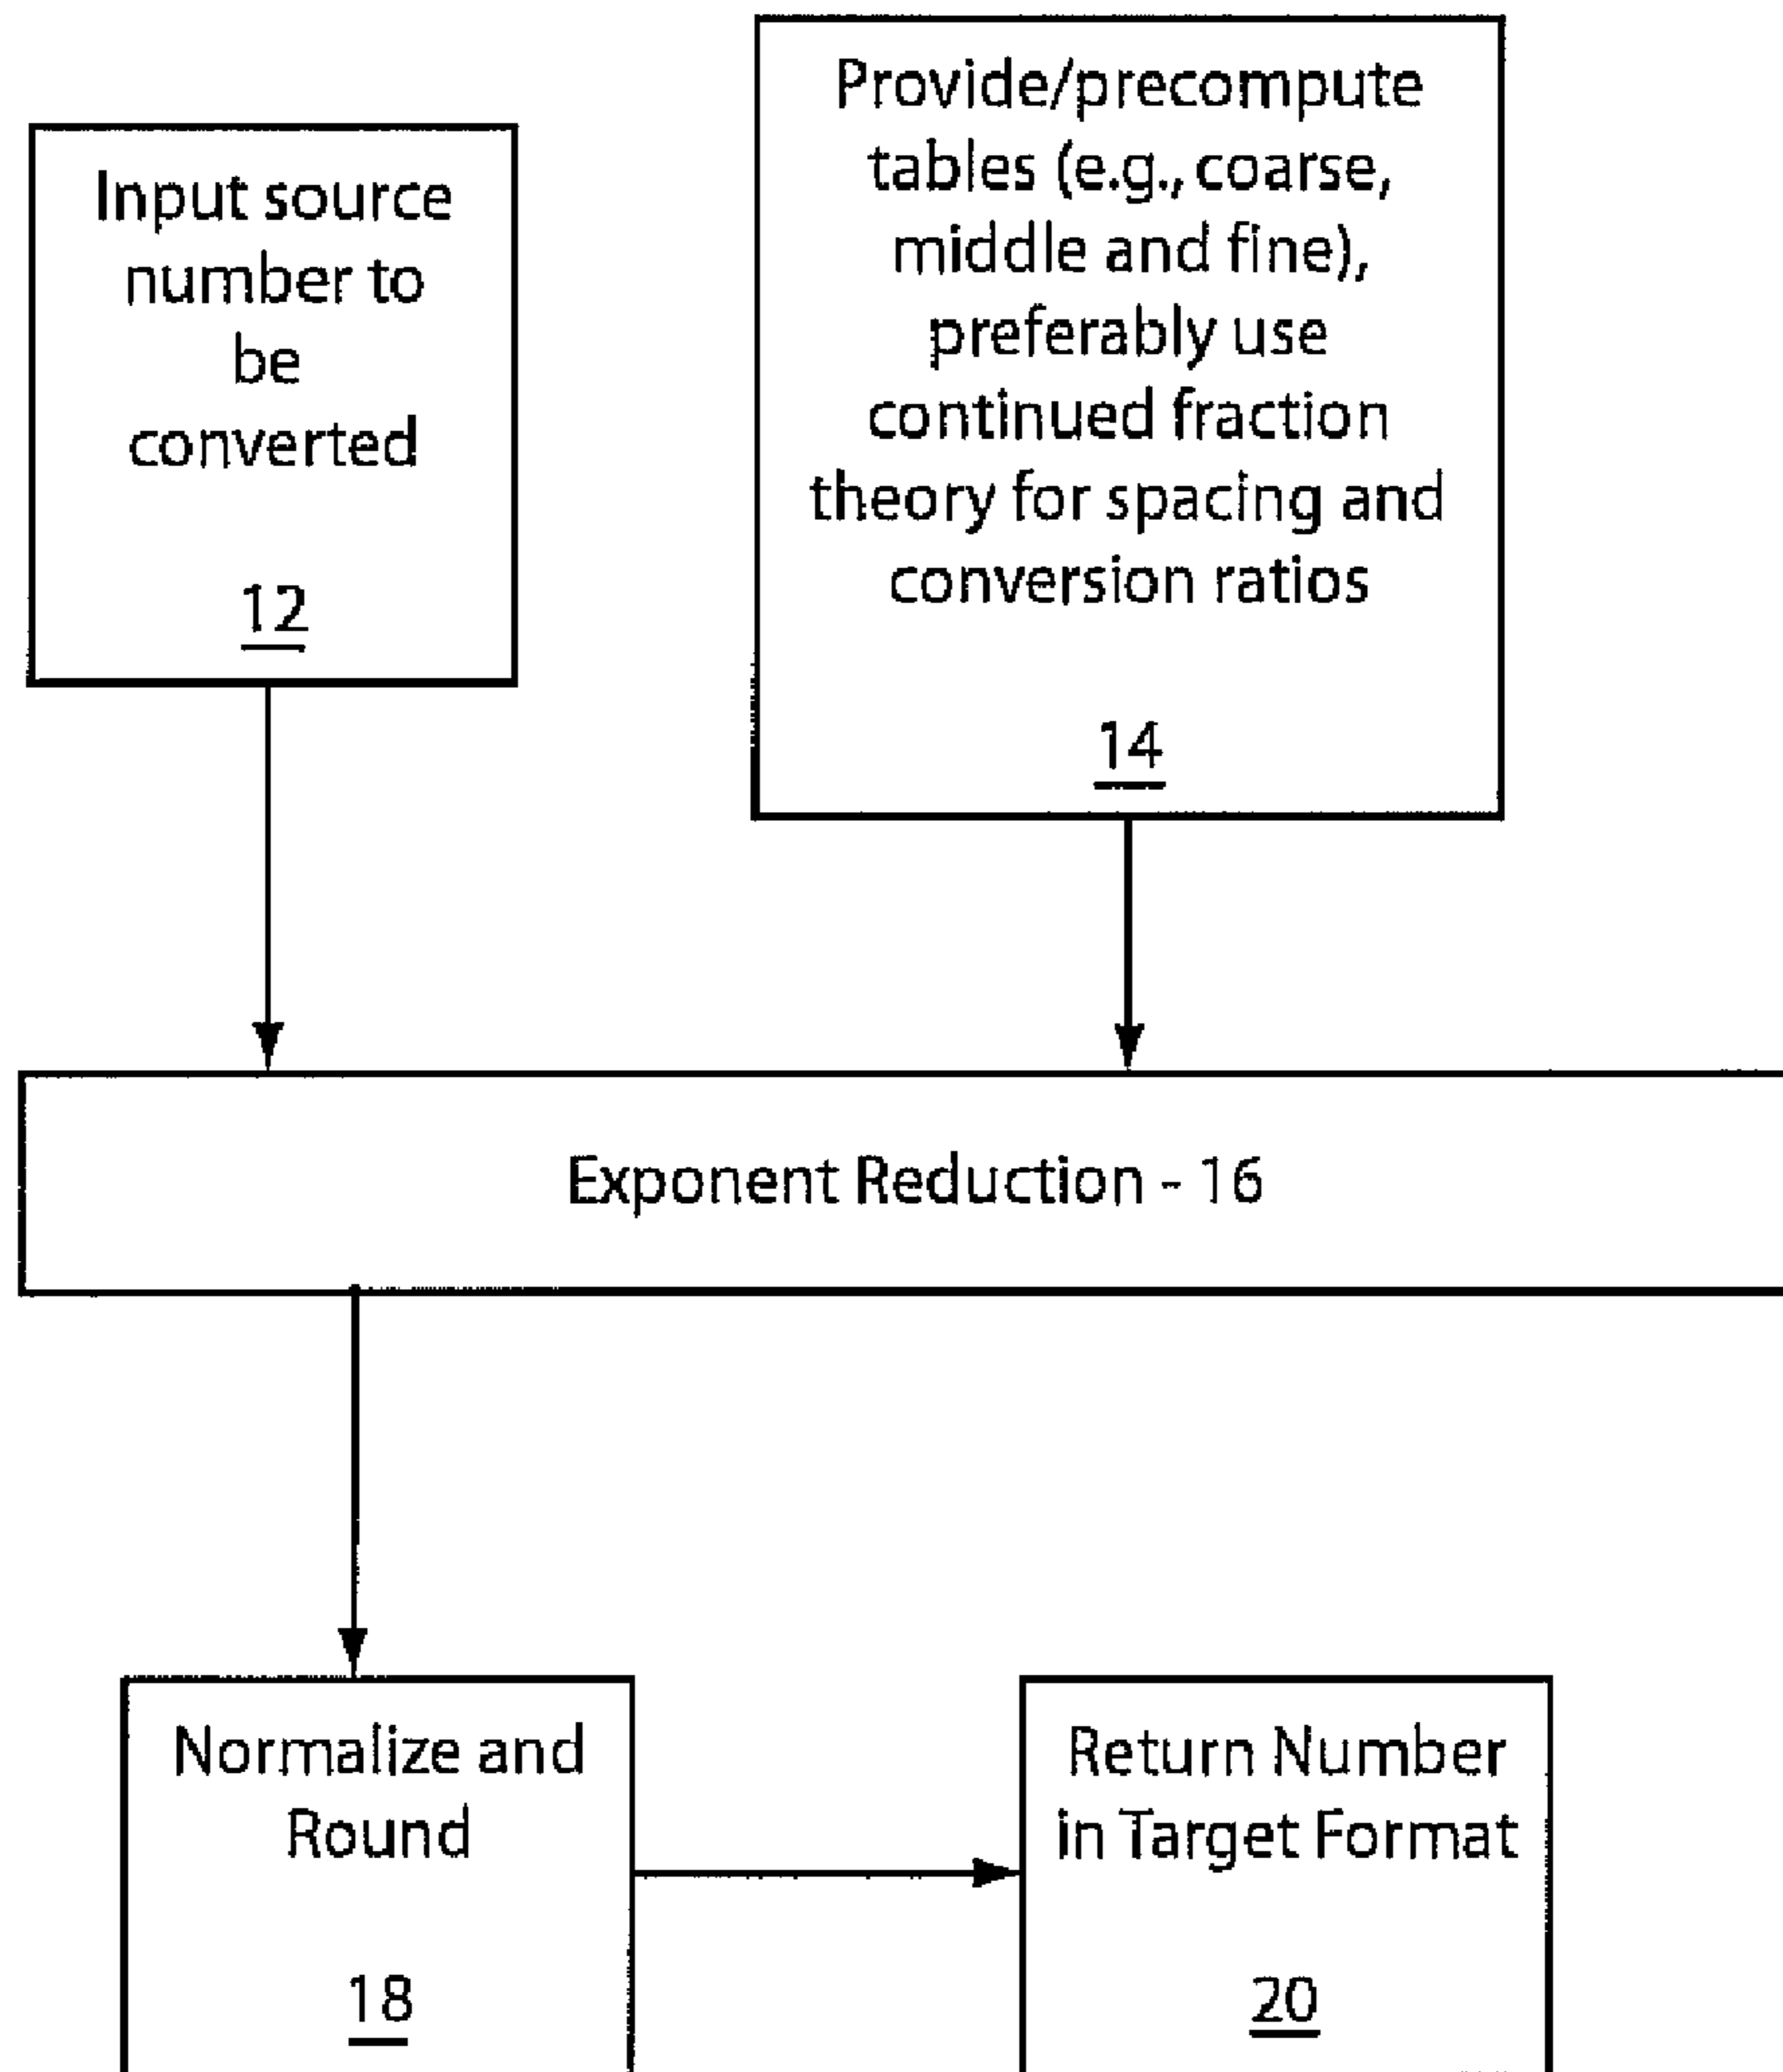 Input source
number to
be
converted
12
Provide/precompute
tables (e.g., coarse,
middle and fine),
preferably use
continued fraction
theory for spacing and
conversion ratios
14
Exponent Reduction - 16
Normalize and
Round
18
Return Number
in Target Format
20